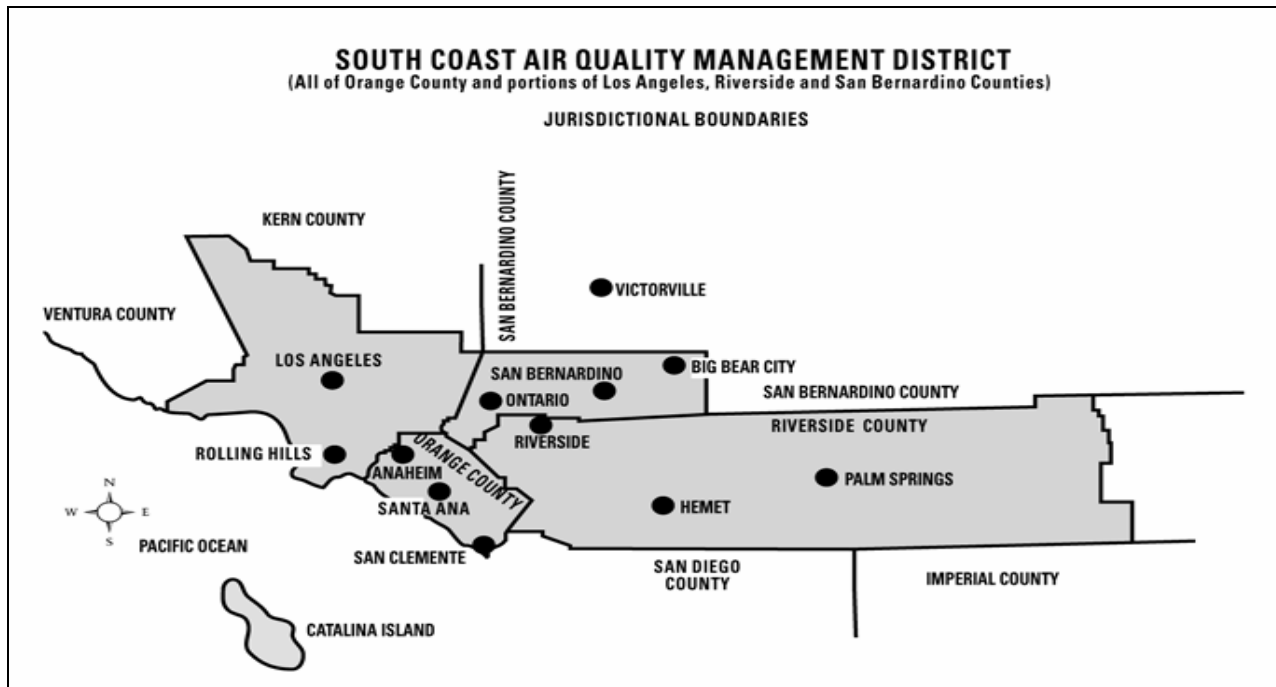 SOUTH COAST AIR QUALITY MANAGEMENT DISTRICT
(All of Orange County and portions of Los Angeles, Riverside and San Bernardino Counties)
JURISDICTIONAL BOUNDARIES
KERN COUNTY
SAN BERNARDINO COUNTY
VICTORVILLE
VENTURA COUNTY
LOS ANGELES
SAN BERNARDINO
BIG BEAR CITY
ONTARIO
SAN BERNARDINO COUNTY
RIVERSIDE COUNTY
RIVERSIDE
ROLLING HILLS
ORANGE COUNTY
ANAHEIM
PALM SPRINGS
SANTA ANA
HEMET
N
W
E
S
PACIFIC OCEAN
SAN CLEMENTE
SAN DIEGO
COUNTY
IMPERIAL COUNTY
CATALINA ISLAND